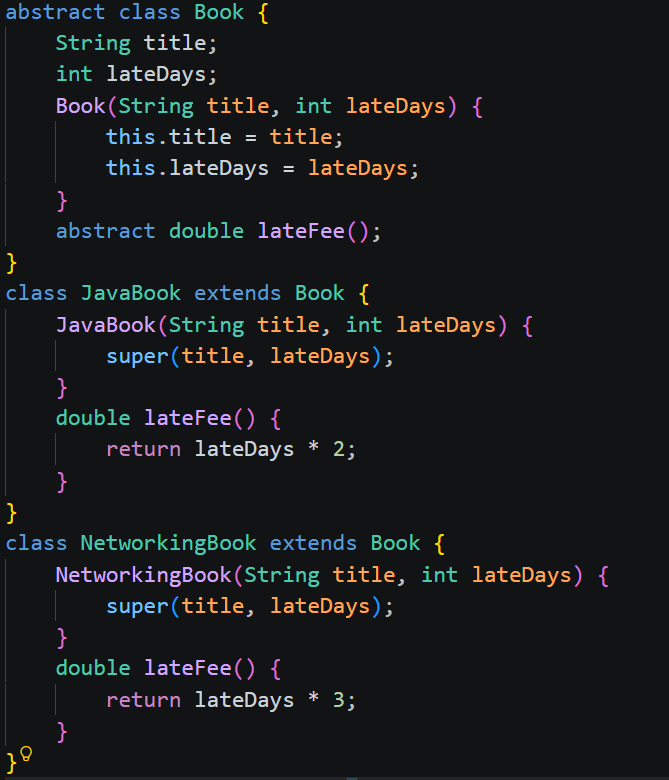 abstract class Book {
    String title;
    int lateDays;
    Book(String title, int lateDays) {
        this.title = title;
        this.lateDays = lateDays;
    }
    abstract double lateFee();
}
class JavaBook extends Book {
    JavaBook(String title, int lateDays) {
        super(title, lateDays);
    }
    double lateFee() {
        return lateDays * 2;
    }
}
class NetworkingBook extends Book {
    NetworkingBook(String title, int lateDays) {
        super(title, lateDays);
    }
    double lateFee() {
        return lateDays * 3;
    }
}